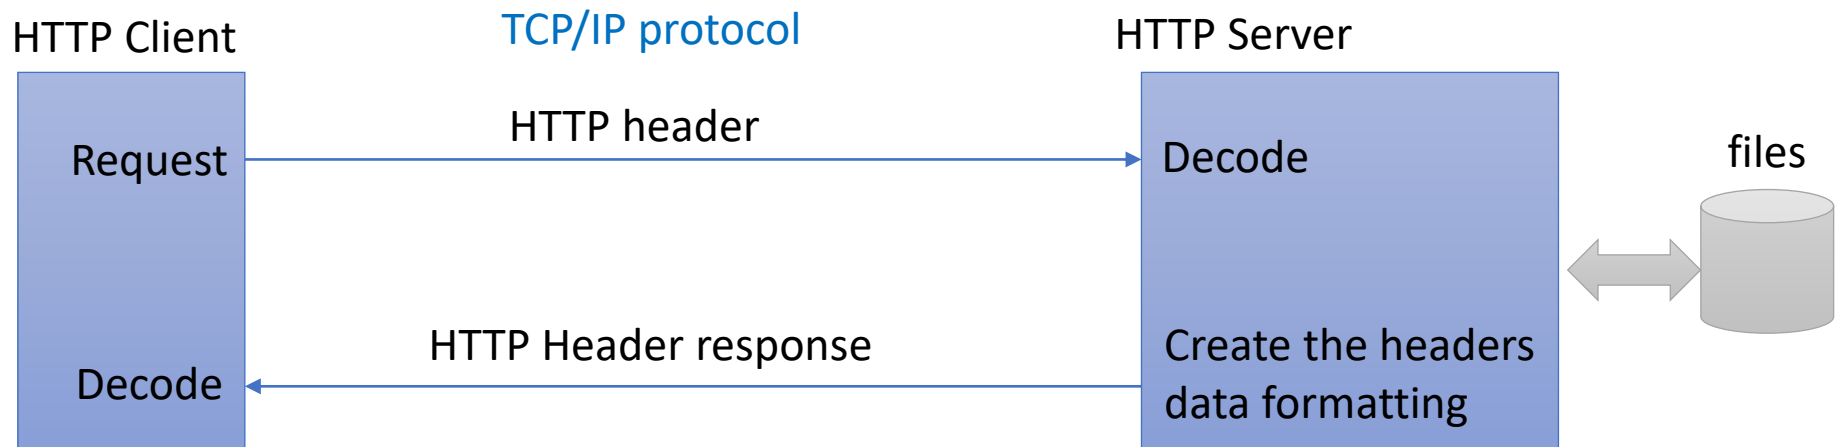 HTTP Client
TCP/IP protocol
HTTP Server
HTTP header
Request
Decode
files
HTTP Header response
Decode
Create the headers
data formatting